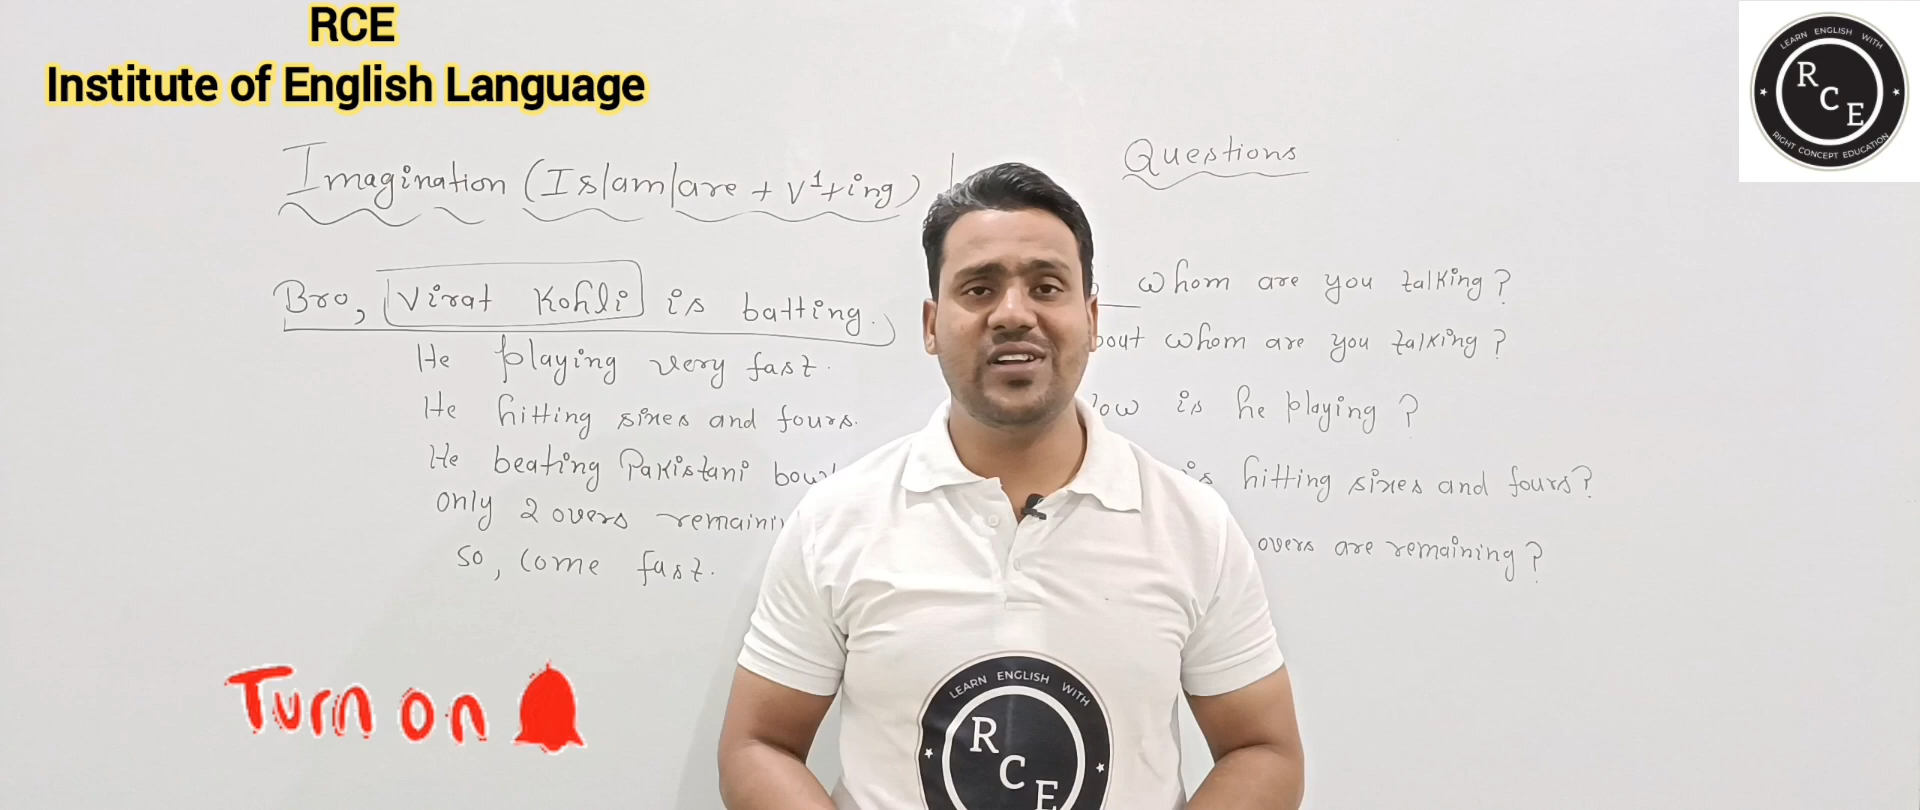 RCE
Institute of English Language
LEARN ENGLISH WITH
R
C
E
RIGHT CONCEPT EDUCATION
Imagination (Is/am/are + V¹+ing)
Bro, Virat Kohli is batting.
He playing very fast.
He hitting sixes and fours.
He beating Pakistani
only 2 overs
So, come fast.
Questions
whom are you talking?
whom are you talking?
is he playing?
hitting sixes and fours?
overs are remaining?
Turn on
LEARN ENGLISH WITH
R
C
E